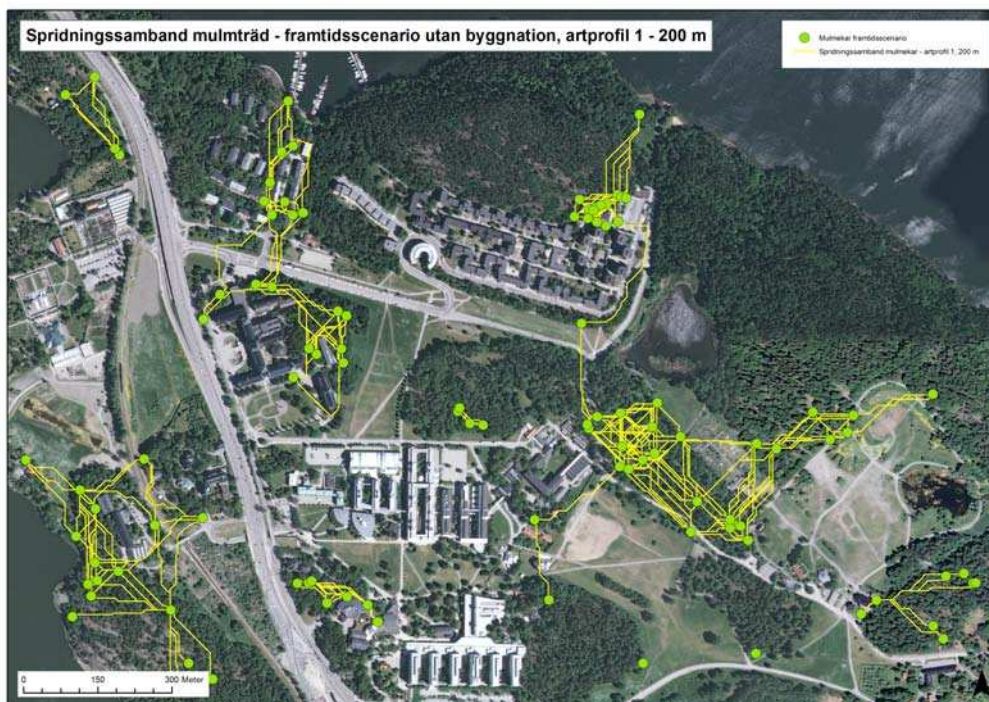 Spridningssamband mulmträd - framtidsscenario utan byggnation, artprofil 1 - 200 m
Mulmekar framtidsscenario
Spridningssamband mulmekar - artprofil 1, 200 m
0 150 300 Meter